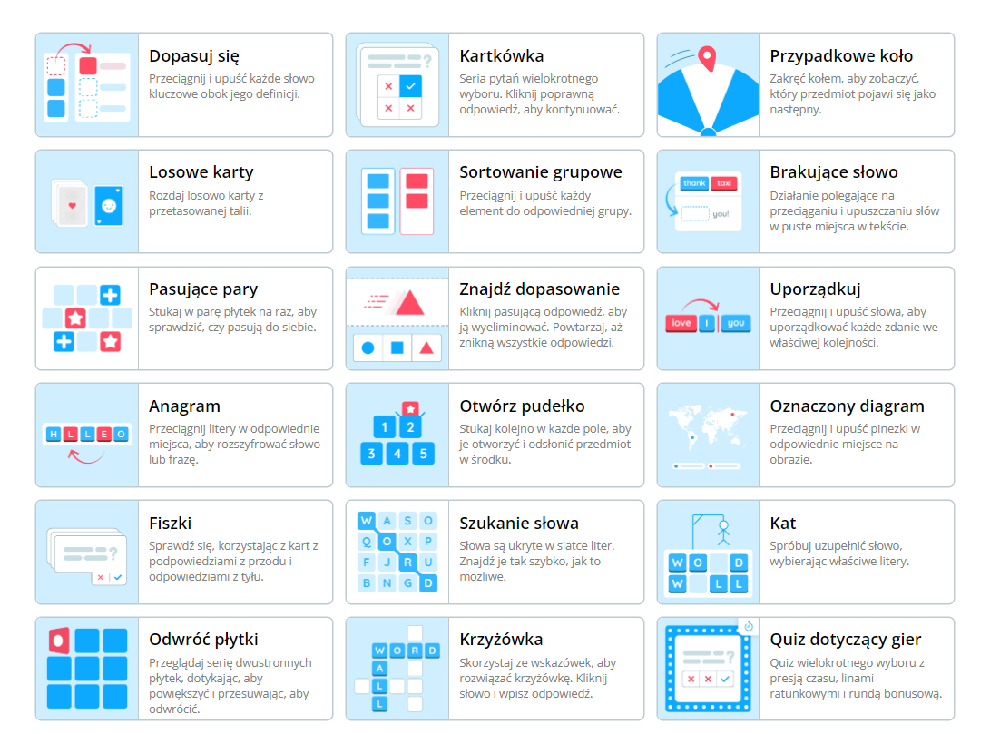 Dopasuj się
Przeciągnij i upuść każde słowo
kluczowe obok jego definicji.
?
Kartkówka
Seria pytań wielokrotnego
wyboru. Kliknij poprawną
odpowiedź, aby kontynuować.
Przypadkowe koło
Zakręć kołem, aby zobaczyć,
który przedmiot pojawi się jako
następny.
Losowe karty
Rozdaj losowo karty z
przetasowanej talii.
Sortowanie grupowe
Przeciągnij i upuść każdy
element do odpowiedniej grupy.
thank taxi
you!
Brakujące słowo
Działanie polegające na
przeciąganiu i upuszczaniu słów
w puste miejsca w tekście.
Pasujące pary
Stukaj w parę płytek na raz, aby
sprawdzić, czy pasują do siebie.
Znajdź dopasowanie
Kliknij pasującą odpowiedź, aby
ją wyeliminować. Powtarzaj, aż
znikną wszystkie odpowiedzi.
love I you
Uporządkuj
Przeciągnij i upuść słowa, aby
uporządkować każde zdanie we
właściwej kolejności.
H L L E O
Anagram
Przeciągnij litery w odpowiednie
miejsca, aby rozszyfrować słowo
lub frazę.
1 2
3 4 5
Otwórz pudełko
Stukaj kolejno w każde pole, aby
je otworzyć i odsłonić przedmiot
w środku.
Oznaczony diagram
Przeciągnij i upuść pinezki w
odpowiednie miejsce na
obrazie.
?
Fiszki
Sprawdź się, korzystając z kart z
podpowiedziami z przodu i
odpowiedziami z tyłu.
W A S O
Q O X P
F J R U
B N G D
Szukanie słowa
Słowa są ukryte w siatce liter.
Znajdź je tak szybko, jak to
możliwe.
W O D
W L L
Kat
Spróbuj uzupełnić słowo,
wybierając właściwe litery.
Odwróć płytki
Przeglądaj serię dwustronnych
płytek, dotykając, aby
powiększyć i przesuwając, aby
odwrócić.
W O R D
A
L
L
Krzyżówka
Skorzystaj ze wskazówek, aby
rozwiązać krzyżówkę. Kliknij
słowo i wpisz odpowiedź.
?
Quiz dotyczący gier
Quiz wielokrotnego wyboru z
presją czasu, linami
ratunkowymi i rundą bonusową.